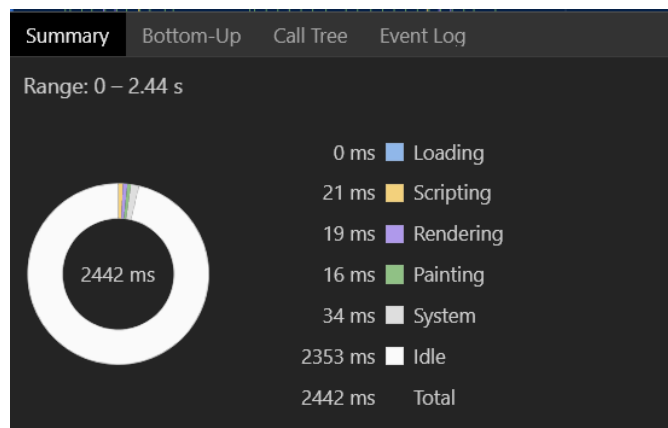 Summary Bottom-Up Call Tree Event Log
Range: 0 – 2.44 s
0 ms Loading
21 ms Scripting
19 ms Rendering
2442 ms
16 ms Painting
34 ms System
2353 ms Idle
2442 ms Total